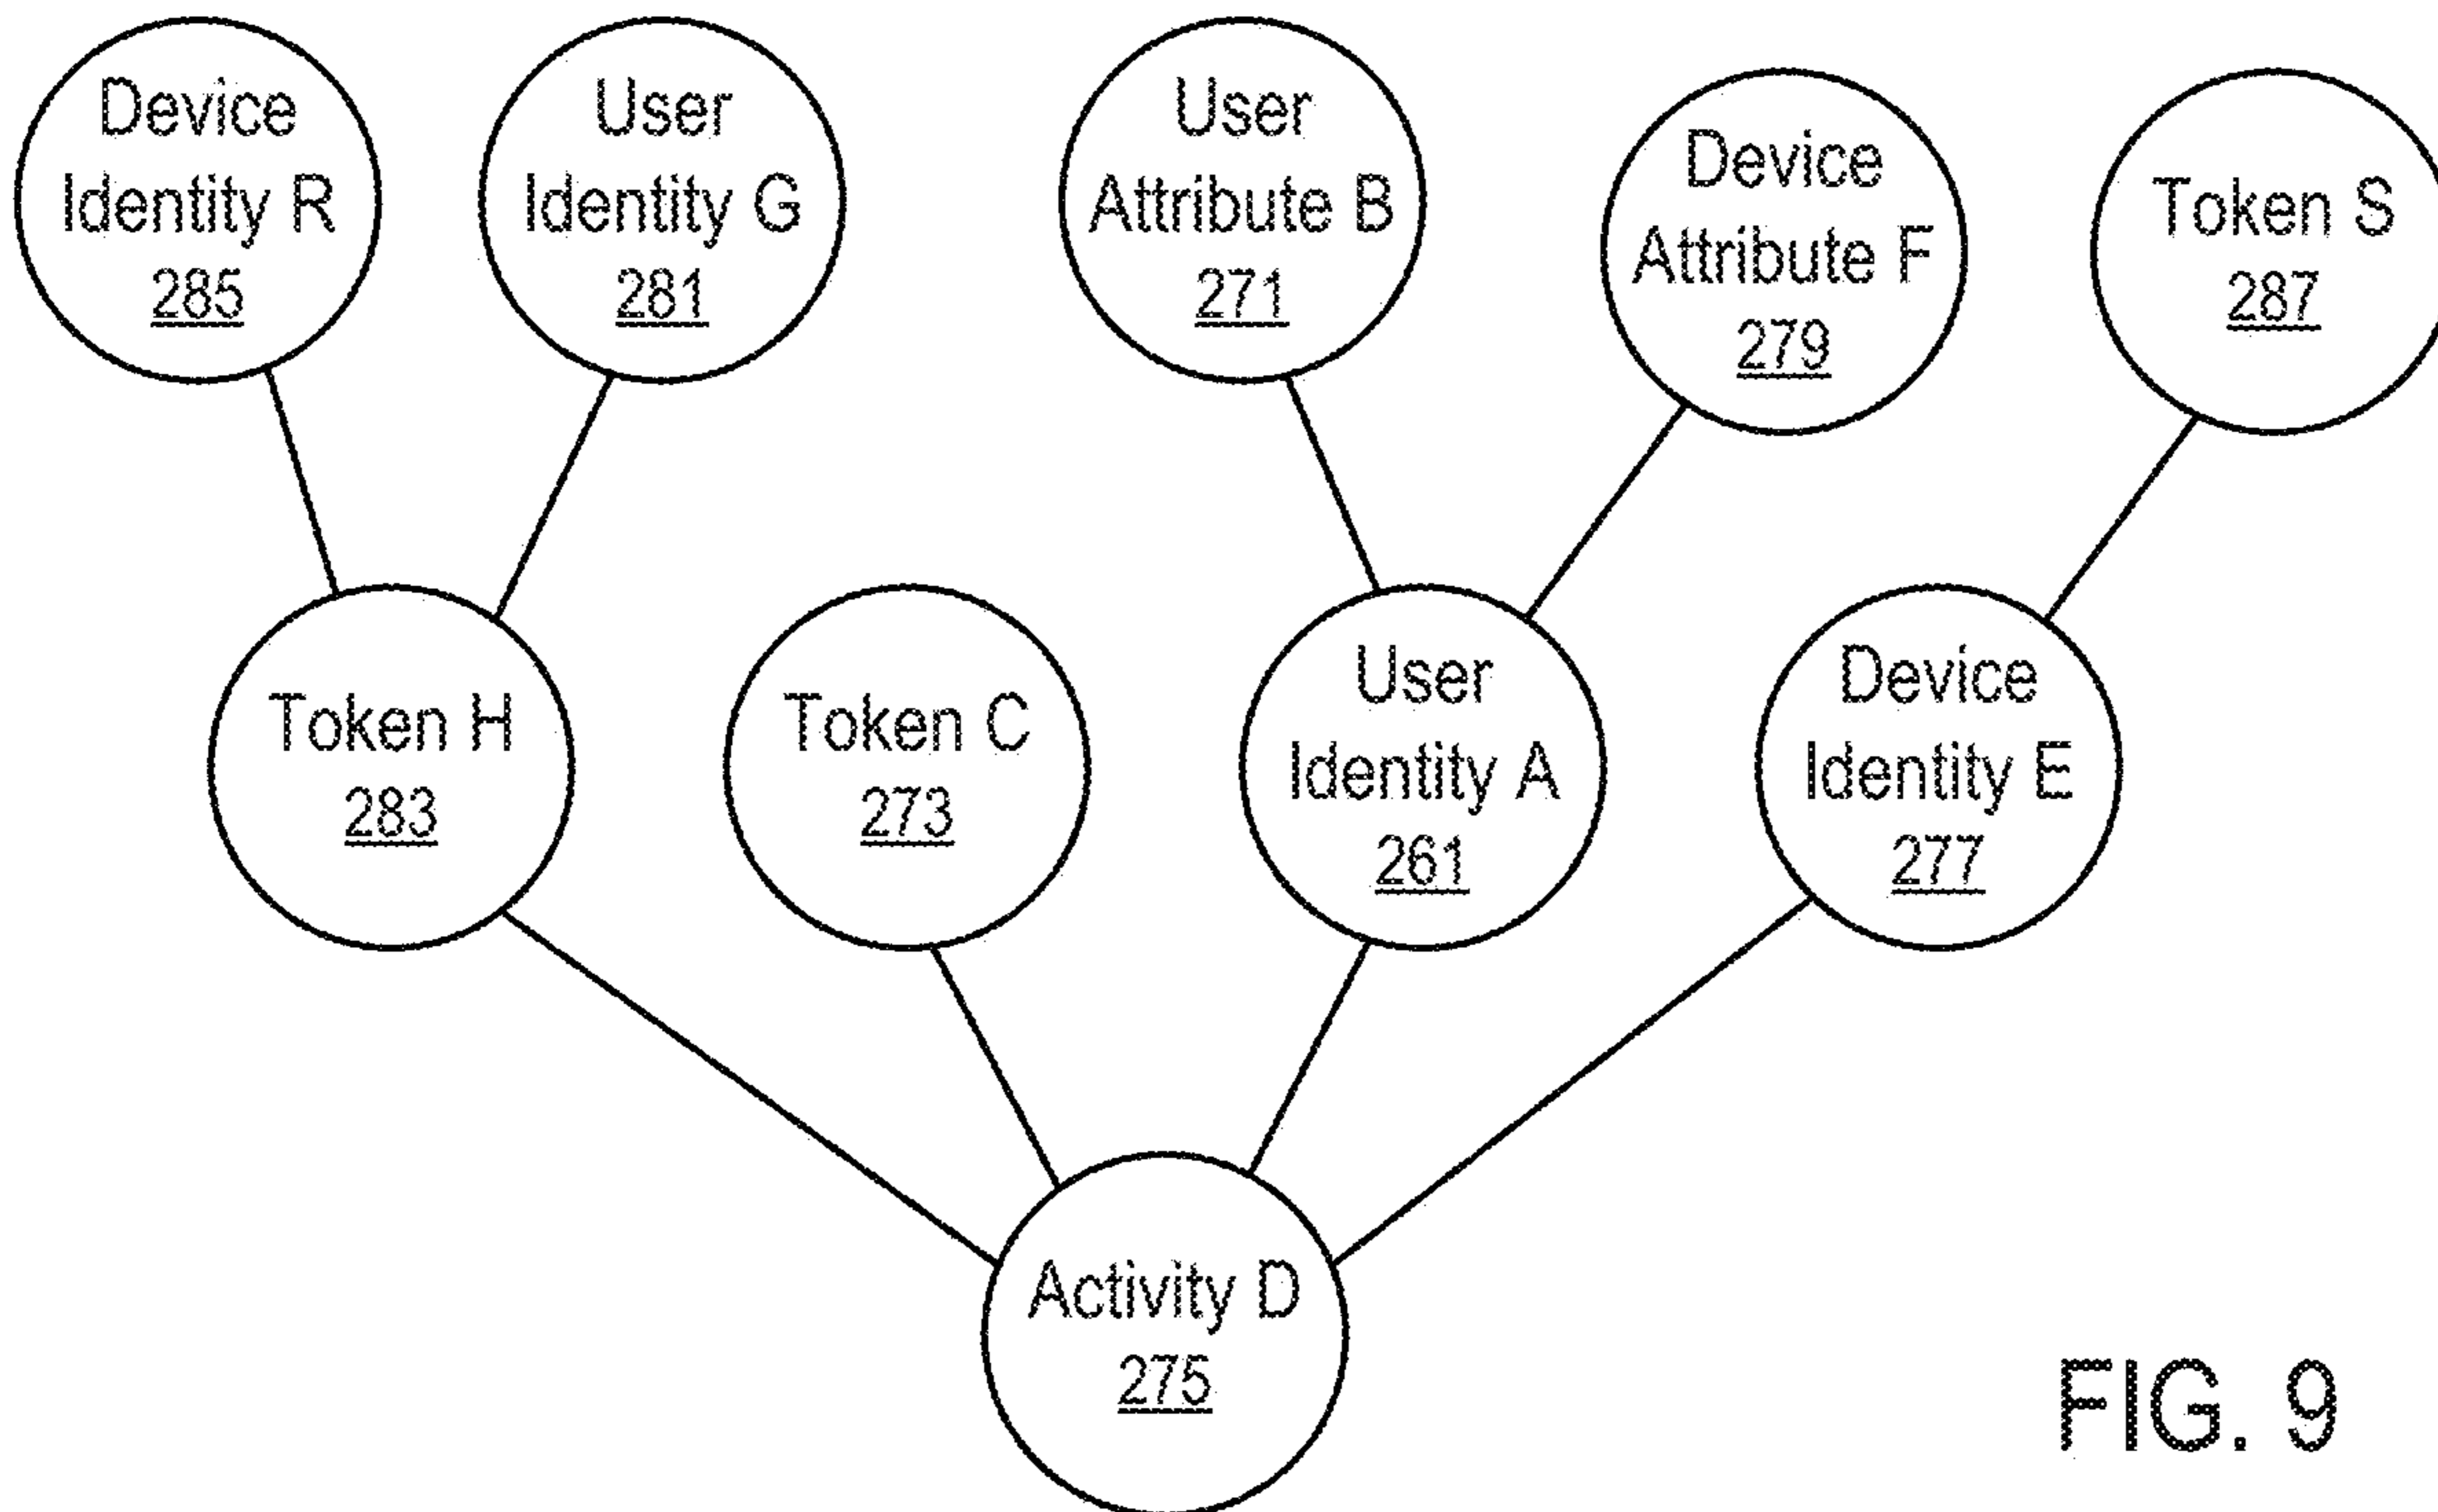 Device
Identity R
285
User
Identity G
281
User
Attribute B
271
Device
Attribute F
279
Token S
287
Token H
283
Token C
273
User
Identity A
261
Device
Identity E
277
Activity D
275
FIG. 9